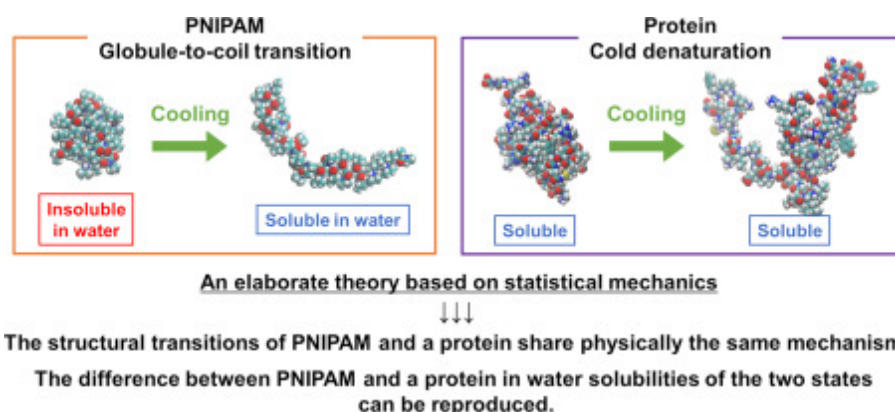 PNIPAM
Globule-to-coil transition
Cooling
Insoluble
in water
Soluble in water
Protein
Cold denaturation
Cooling
Soluble
Soluble
An elaborate theory based on statistical mechanics
↓↓↓
The structural transitions of PNIPAM and a protein share physically the same mechanism
The difference between PNIPAM and a protein in water solubilities of the two states
can be reproduced.